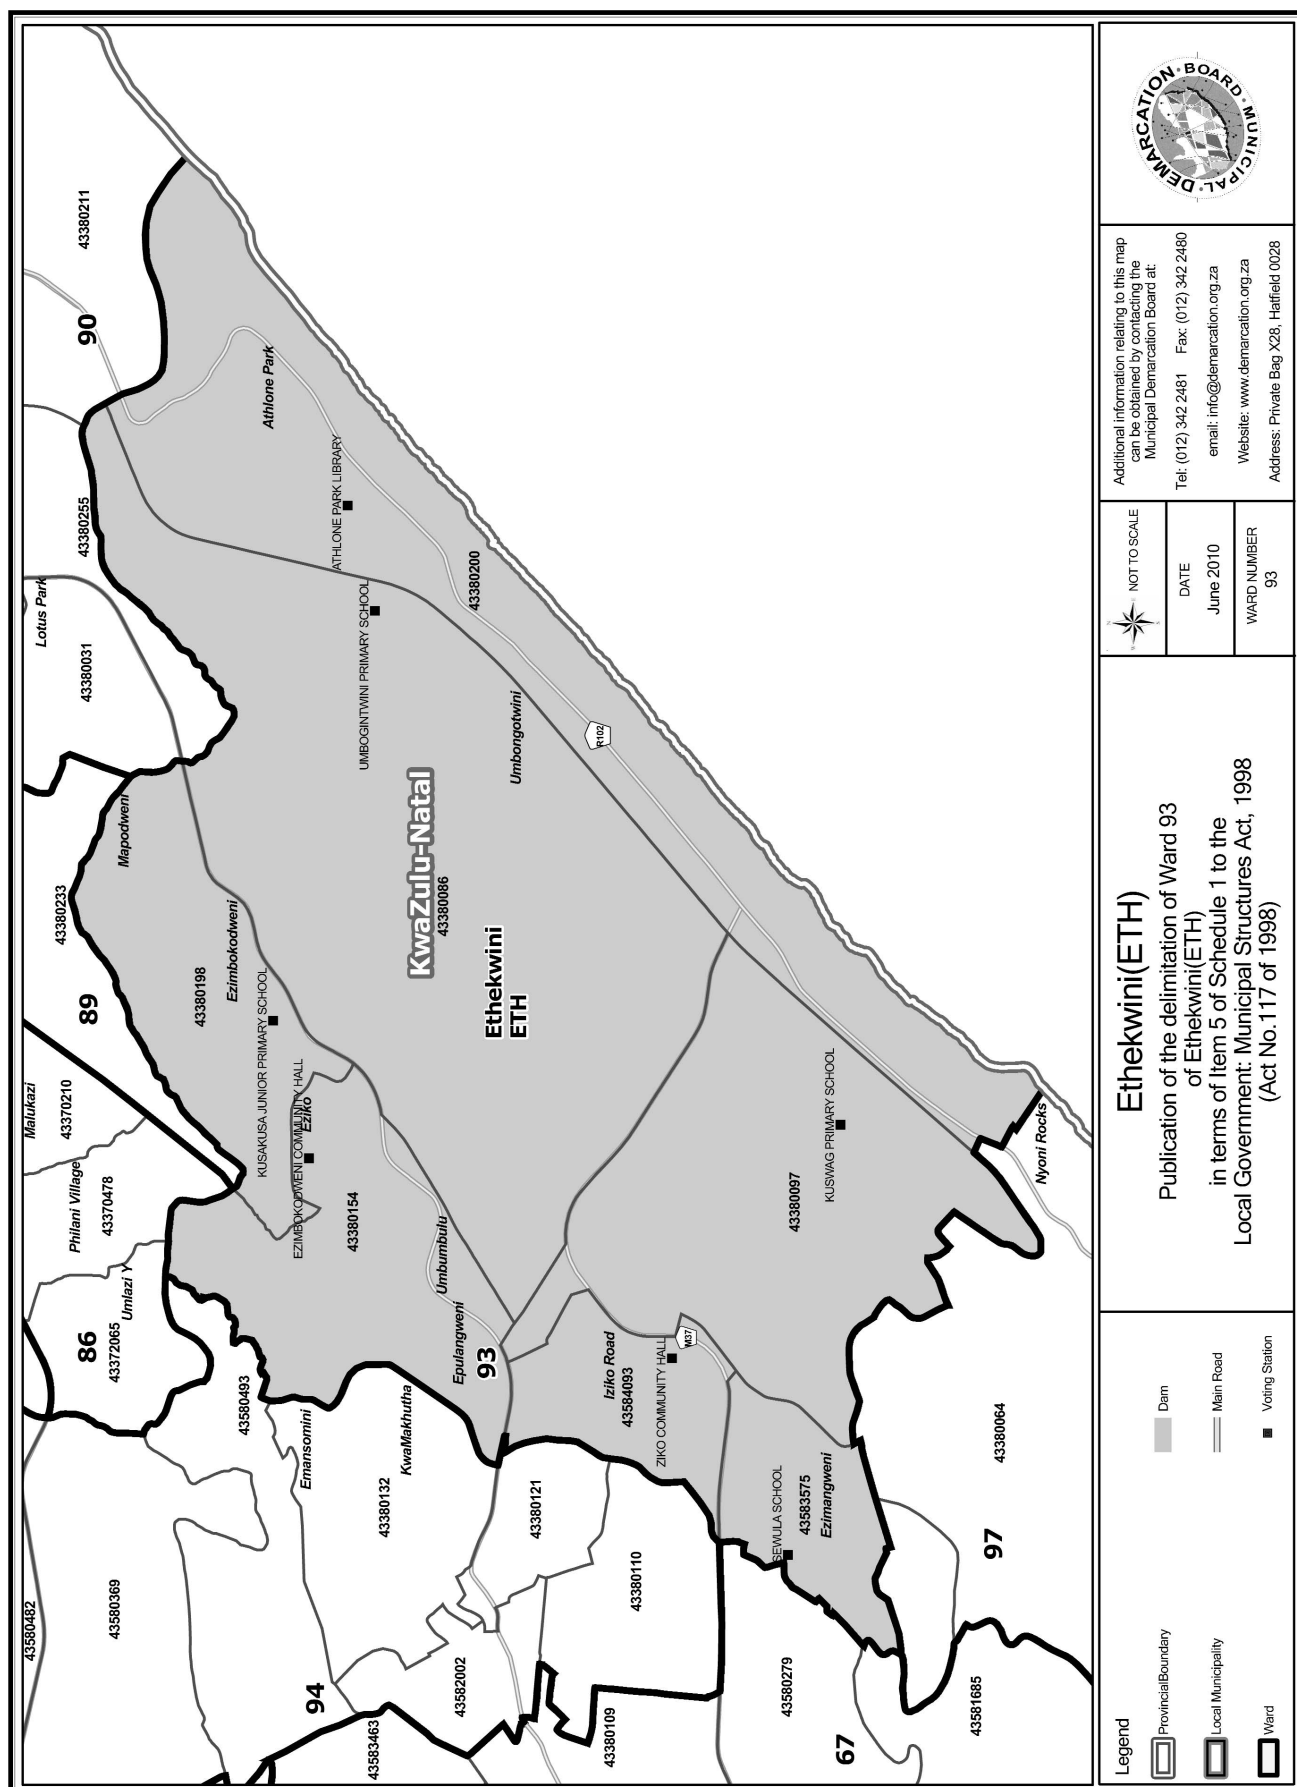 43380211
90
43380255
Lotus Park
43380031
43380233
89
Malukazi
43370210
Philani Village
43370478
Umlazi Y
86
43372065
43580493
43580482
43580369
94
43583463
Athlone Park
ATHLONE PARK LIBRARY
43380200
UMBOGINTWINI PRIMARY SCHOOL
Umbongotwini
R102
Mapodweni
KwaZulu-Natal
43380086
Ethekwini
ETH
Ezimbokodweni
43380198
KUSAKUSA JUNIOR PRIMARY SCHOOL
EZIMBOKODWENI COMMUNITY HALL
Eziko
43380154
Umbumbulu
Epulangweni
93
KUSWAG PRIMARY SCHOOL
43380097
Nyoni Rocks
Iziko Road
43584093
ZIKO COMMUNITY HALL
M37
SEWULA SCHOOL
43583575
Ezimangweni
Emansomini
KwaMakhutha
43380132
43380121
43380110
43582002
43380109
43580279
67
43380064
97
43581685
Legend
ProvincialBoundary
Local Municipality
Ward
Dam
Main Road
Voting Station
Ethekwini(ETH)
Publication of the delimitation of Ward 93
of Ethekwini(ETH)
in terms of Item 5 of Schedule 1 to the
Local Government: Municipal Structures Act, 1998
(Act No.117 of 1998)
NOT TO SCALE
DATE
June 2010
WARD NUMBER
93
Additional information relating to this map
can be obtained by contacting the
Municipal Demarcation Board at:
Tel: (012) 342 2481 Fax: (012) 342 2480
email: info@demarcation.org.za
Website: www.demarcation.org.za
Address: Private Bag X28, Hatfield 0028
MUNICIPAL · DEMARCATION · BOARD